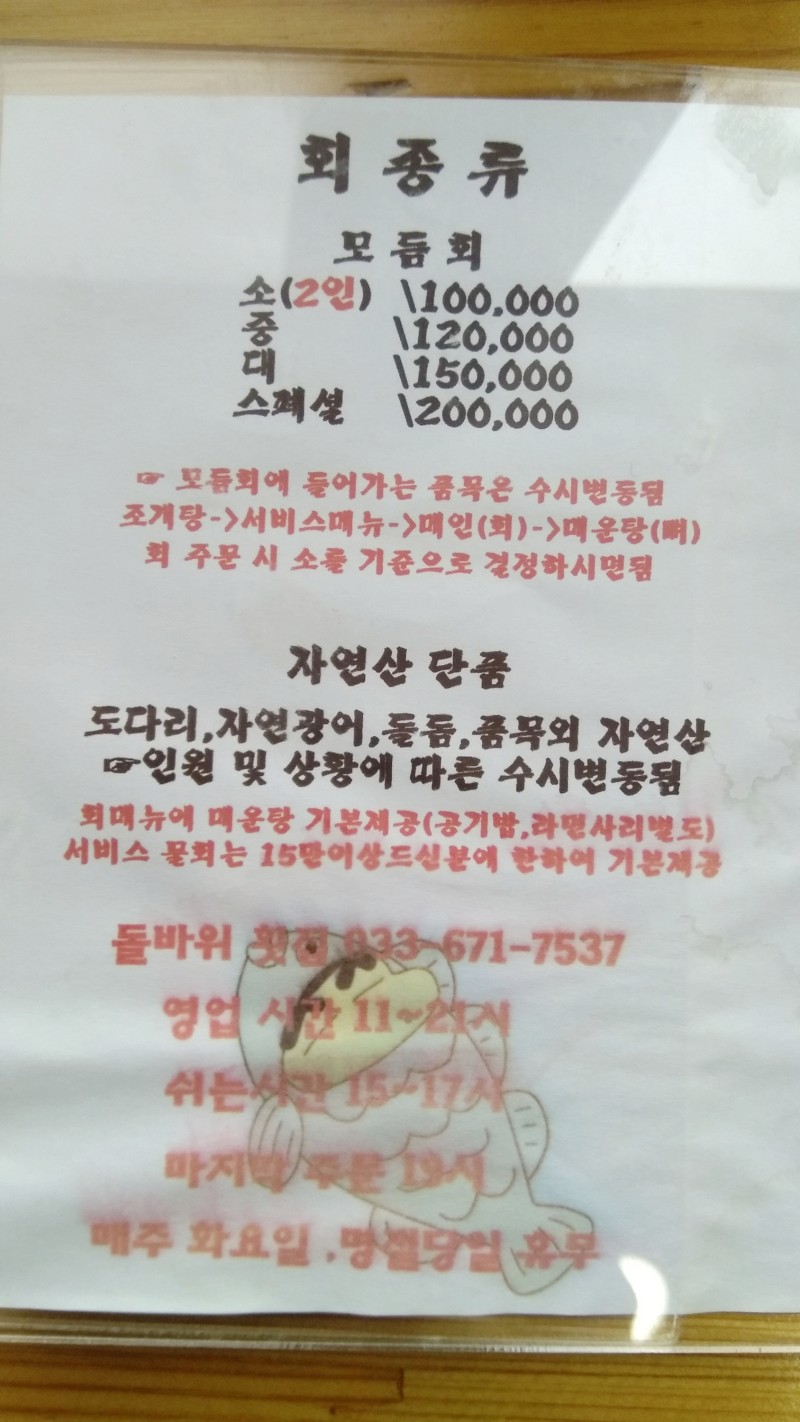 회 종 류
모 듬 회
소(2인) \100,000
중 \120,000
대 \150,000
스페셜 \200,000
☞ 모듬회에 들어가는 품목은 수시변동됨
조개탕->서비스메뉴->메인(회)->매운탕(뼈)
회 주문 시 소를 기준으로 결정하시면됨
자연산 단품
도다리,자연광어,돌돔,품목외 자연산
☞인원 및 상황에 따른 수시변동됨
회메뉴에 매운탕 기본제공(공기밥,라면사리별도)
서비스 물회는 15만이상드신분에 한하여 기본제공
돌바위 횟집 033-671-7537
영업 시간 11~21시
쉬는시간 15~17시
마지막 주문 19시
매주 화요일 ,명절당일 휴무